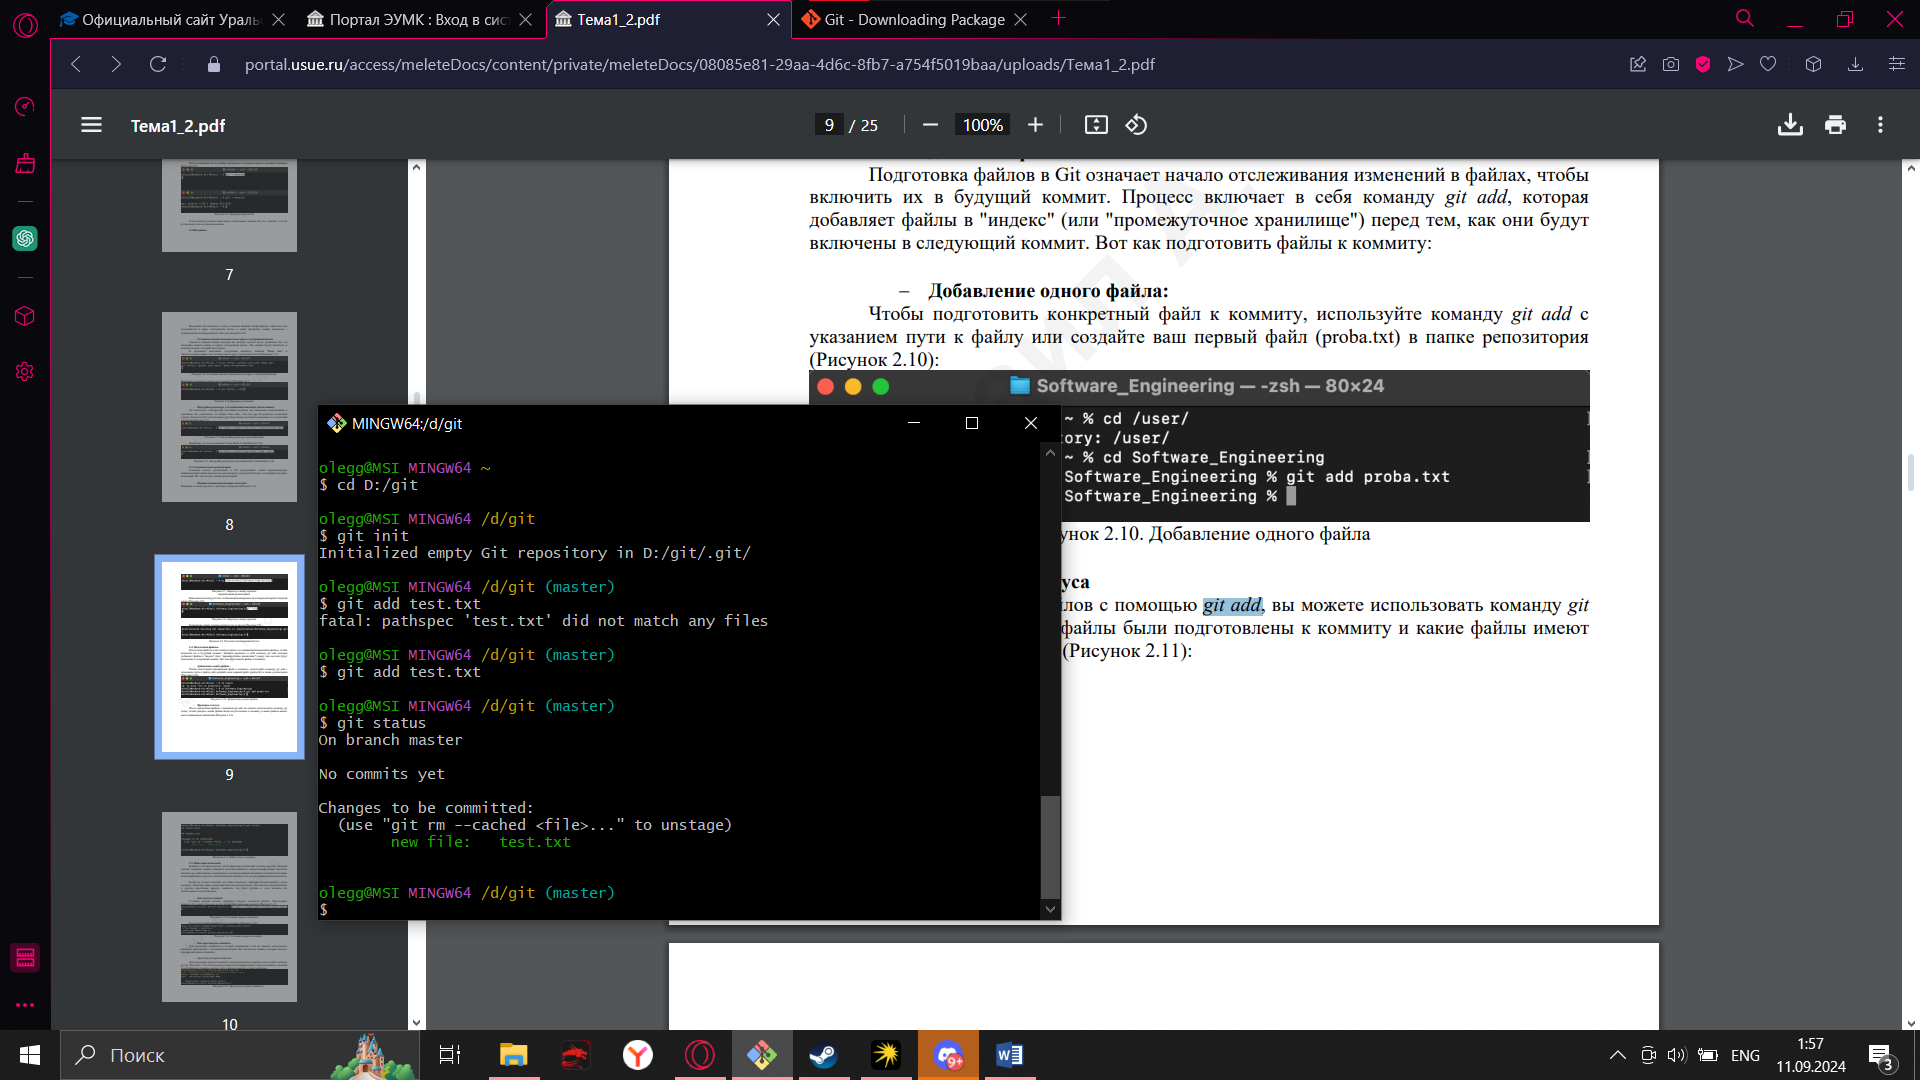 Официальный сайт Ураль
Портал ЭУМК : Вход в сис
Тема1_2.pdf
Git - Downloading Package
portal.usue.ru/access/meleteDocs/content/private/meleteDocs/08085e81-29aa-4d6c-8fb7-a754f5019baa/uploads/Тема1_2.pdf
Тема1_2.pdf
9 / 25
100%
7
8
9
10
Подготовка файлов в Git означает начало отслеживания изменений в файлах, чтобы
включить их в будущий коммит. Процесс включает в себя команду git add, которая
добавляет файлы в "индекс" (или "промежуточное хранилище") перед тем, как они будут
включены в следующий коммит. Вот как подготовить файлы к коммиту:
– Добавление одного файла:
Чтобы подготовить конкретный файл к коммиту, используйте команду git add с
указанием пути к файлу или создайте ваш первый файл (proba.txt) в папке репозитория
(Рисунок 2.10):
Software_Engineering — -zsh — 80×24
~ % cd /user/
ory: /user/
~ % cd Software_Engineering
Software_Engineering % git add proba.txt
Software_Engineering %
унок 2.10. Добавление одного файла
уса
лов с помощью git add, вы можете использовать команду git
файлы были подготовлены к коммиту и какие файлы имеют
(Рисунок 2.11):
MINGW64:/d/git
olegg@MSI MINGW64 ~
$ cd D:/git
olegg@MSI MINGW64 /d/git
$ git init
Initialized empty Git repository in D:/git/.git/
olegg@MSI MINGW64 /d/git (master)
$ git add test.txt
fatal: pathspec 'test.txt' did not match any files
olegg@MSI MINGW64 /d/git (master)
$ git add test.txt
olegg@MSI MINGW64 /d/git (master)
$ git status
On branch master
No commits yet
Changes to be committed:
(use "git rm --cached <file>..." to unstage)
new file:   test.txt
olegg@MSI MINGW64 /d/git (master)
$
Поиск
9+
ENG
1:57
11.09.2024
3